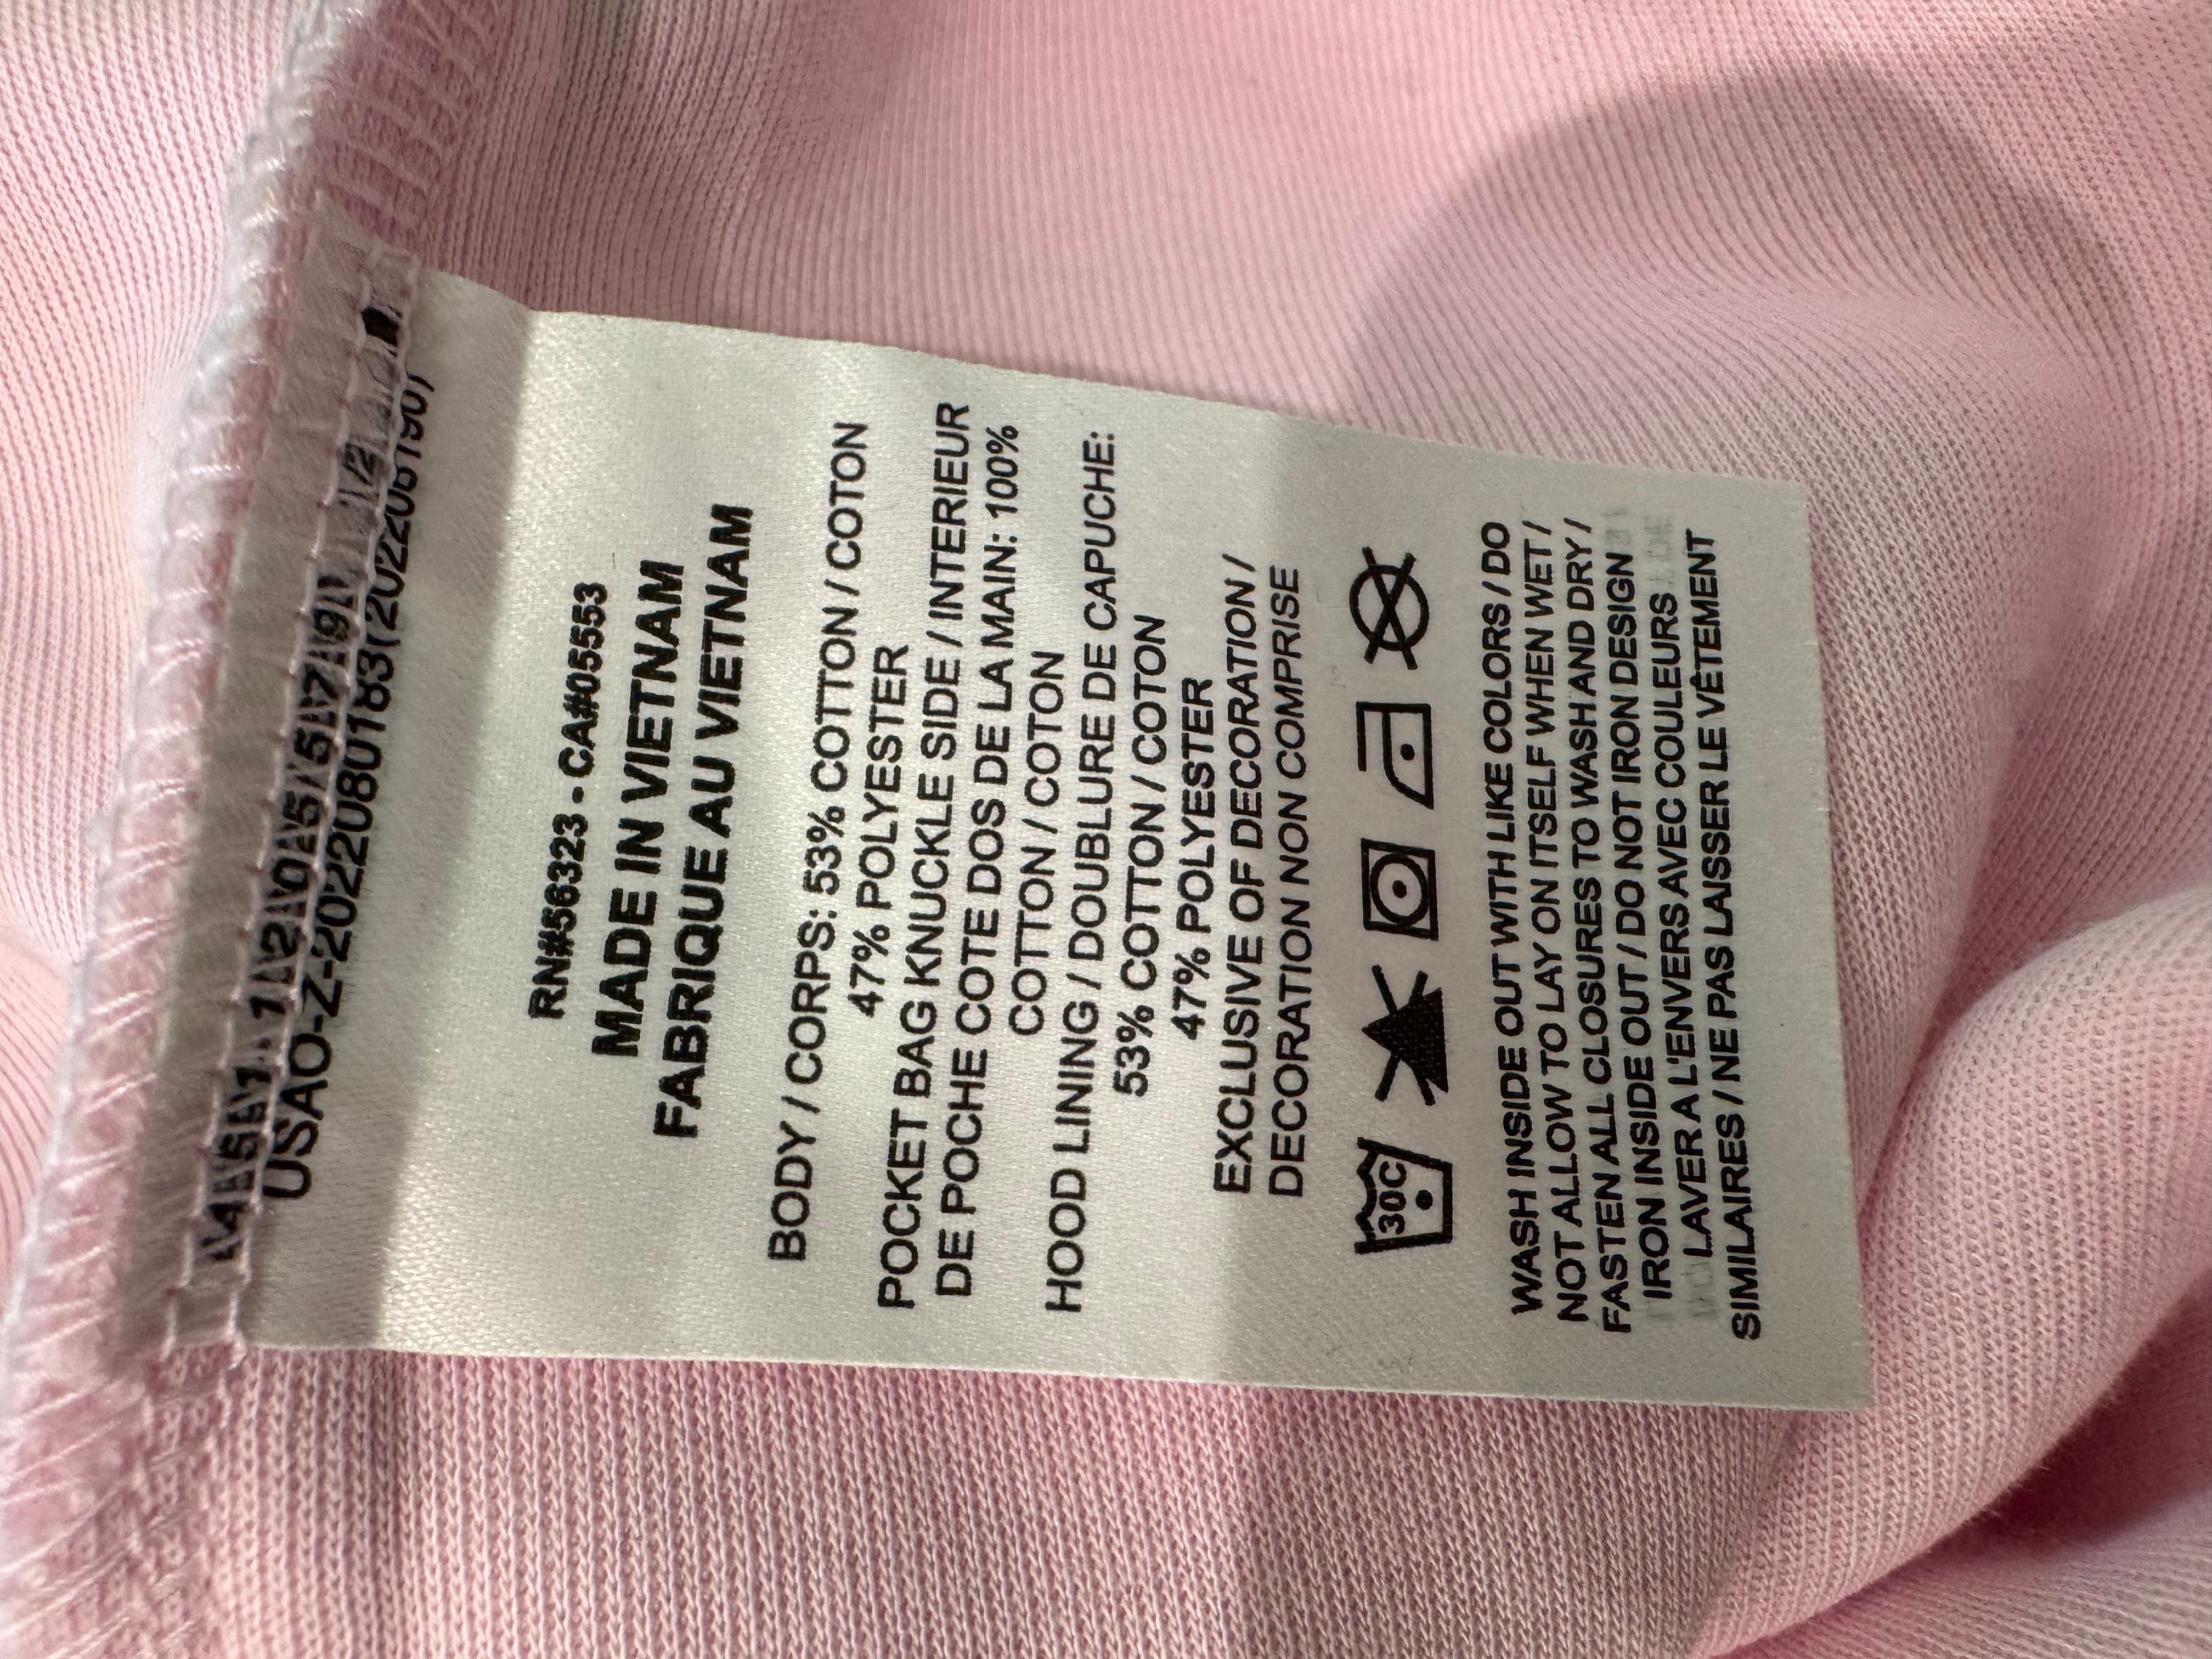 USAO-Z-2022080183(2022206190)
RN#56323 - CA#05553
MADE IN VIETNAM
FABRIQUE AU VIETNAM
BODY / CORPS: 53% COTTON / COTON
47% POLYESTER
POCKET BAG KNUCKLE SIDE / INTERIEUR
DE POCHE COTE DOS DE LA MAIN: 100%
COTTON / COTON
HOOD LINING / DOUBLURE DE CAPUCHE:
53% COTTON / COTON
47% POLYESTER
EXCLUSIVE OF DECORATION /
DECORATION NON COMPRISE
30C
WASH INSIDE OUT WITH LIKE COLORS / DO
NOT ALLOW TO LAY ON ITSELF WHEN WET /
FASTEN ALL CLOSURES TO WASH AND DRY /
IRON INSIDE OUT / DO NOT IRON DESIGN
LAVER A L'ENVERS AVEC COULEURS
SIMILAIRES / NE PAS LAISSER LE VÊTEMENT